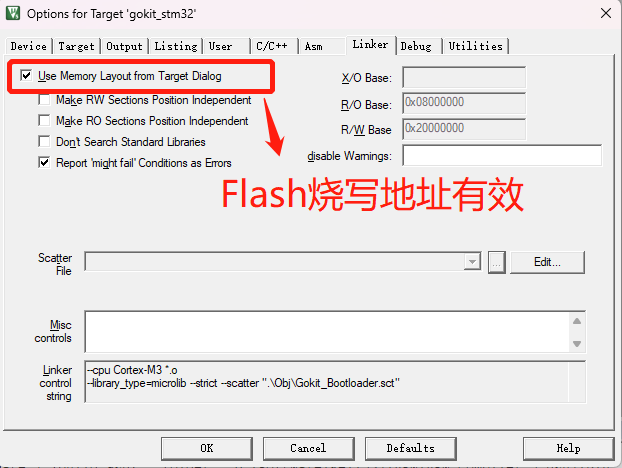 Options for Target 'gokit_stm32'
Device
Target
Output
Listing
User
C/C++
Asm
Linker
Debug
Utilities
Use Memory Layout from Target Dialog
Make RW Sections Position Independent
Make RO Sections Position Independent
Don't Search Standard Libraries
Report 'might fail' Conditions as Errors
X/O Base:
R/O Base:
0x08000000
R/W Base
0x20000000
disable Warnings:
Flash烧写地址有效
Scatter
File
...
Edit...
Misc
controls
Linker
control
string
--cpu Cortex-M3 *.o
--library_type=microlib --strict --scatter ".\Obj\Gokit_Bootloader.sct"
OK
Cancel
Defaults
Help